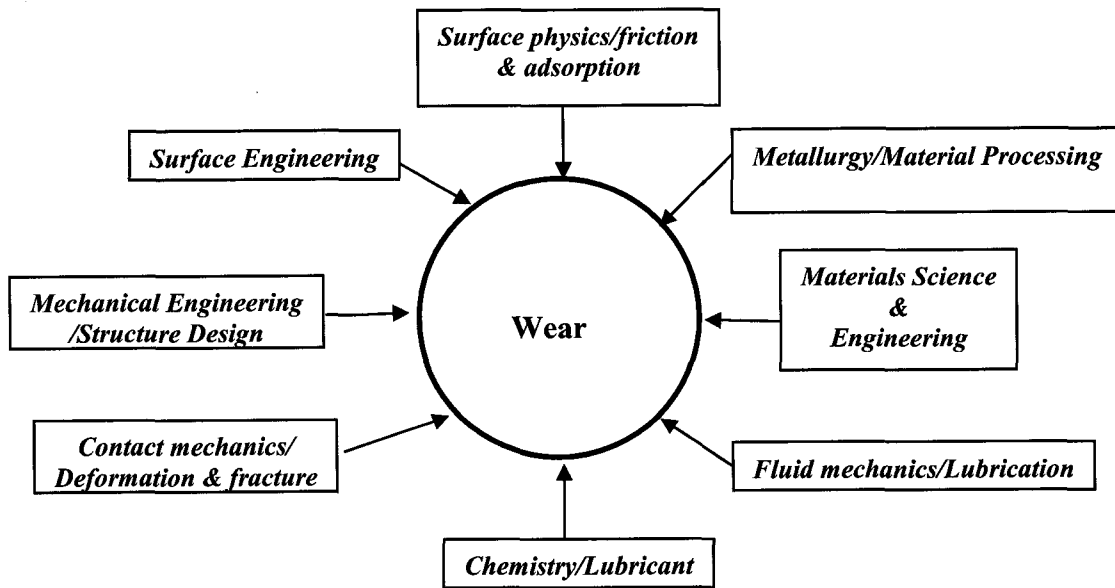 Surface physics/friction
& adsorption
Surface Engineering
Metallurgy/Material Processing
Mechanical Engineering
/Structure Design
Wear
Materials Science
&
Engineering
Contact mechanics/
Deformation & fracture
Fluid mechanics/Lubrication
Chemistry/Lubricant